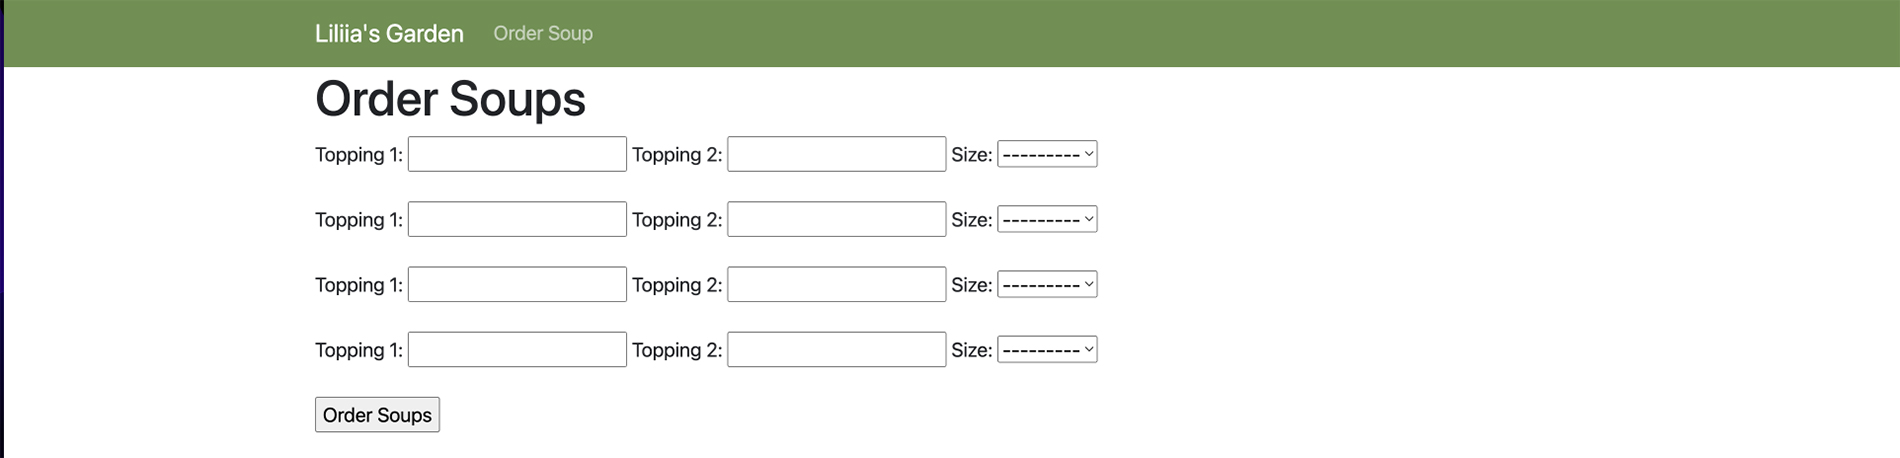 Liliia's Garden Order Soup
Order Soups
Topping 1: Topping 2: Size: ---------
Topping 1: Topping 2: Size: ---------
Topping 1: Topping 2: Size: ---------
Topping 1: Topping 2: Size: ---------
Order Soups